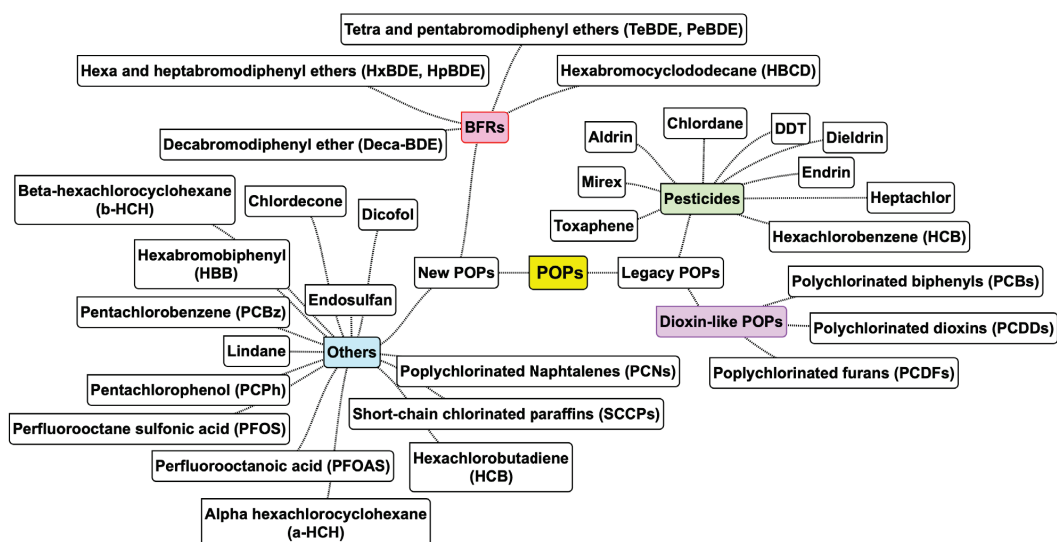 Tetra and pentabromodiphenyl ethers (TeBDE, PeBDE)
Hexa and heptabromodiphenyl ethers (HxBDE, HpBDE)
Hexabromocyclododecane (HBCD)
BFRs
Decabromodiphenyl ether (Deca-BDE)
Chlordane
Aldrin
DDT
Dieldrin
Endrin
Mirex
Pesticides
Heptachlor
Toxaphene
Hexachlorobenzene (HCB)
Beta-hexachlorocyclohexane
(b-HCH)
Chlordecone
Dicofol
Hexabromobiphenyl
(HBB)
New POPs
POPs
Legacy POPs
Endosulfan
Pentachlorobenzene (PCBz)
Polychlorinated biphenyls (PCBs)
Dioxin-like POPs
Polychlorinated dioxins (PCDDs)
Lindane
Others
Poplychlorinated Naphtalenes (PCNs)
Poplychlorinated furans (PCDFs)
Pentachlorophenol (PCPh)
Short-chain chlorinated paraffins (SCCPs)
Perfluorooctane sulfonic acid (PFOS)
Hexachlorobutadiene
(HCB)
Perfluorooctanoic acid (PFOAS)
Alpha hexachlorocyclohexane
(a-HCH)